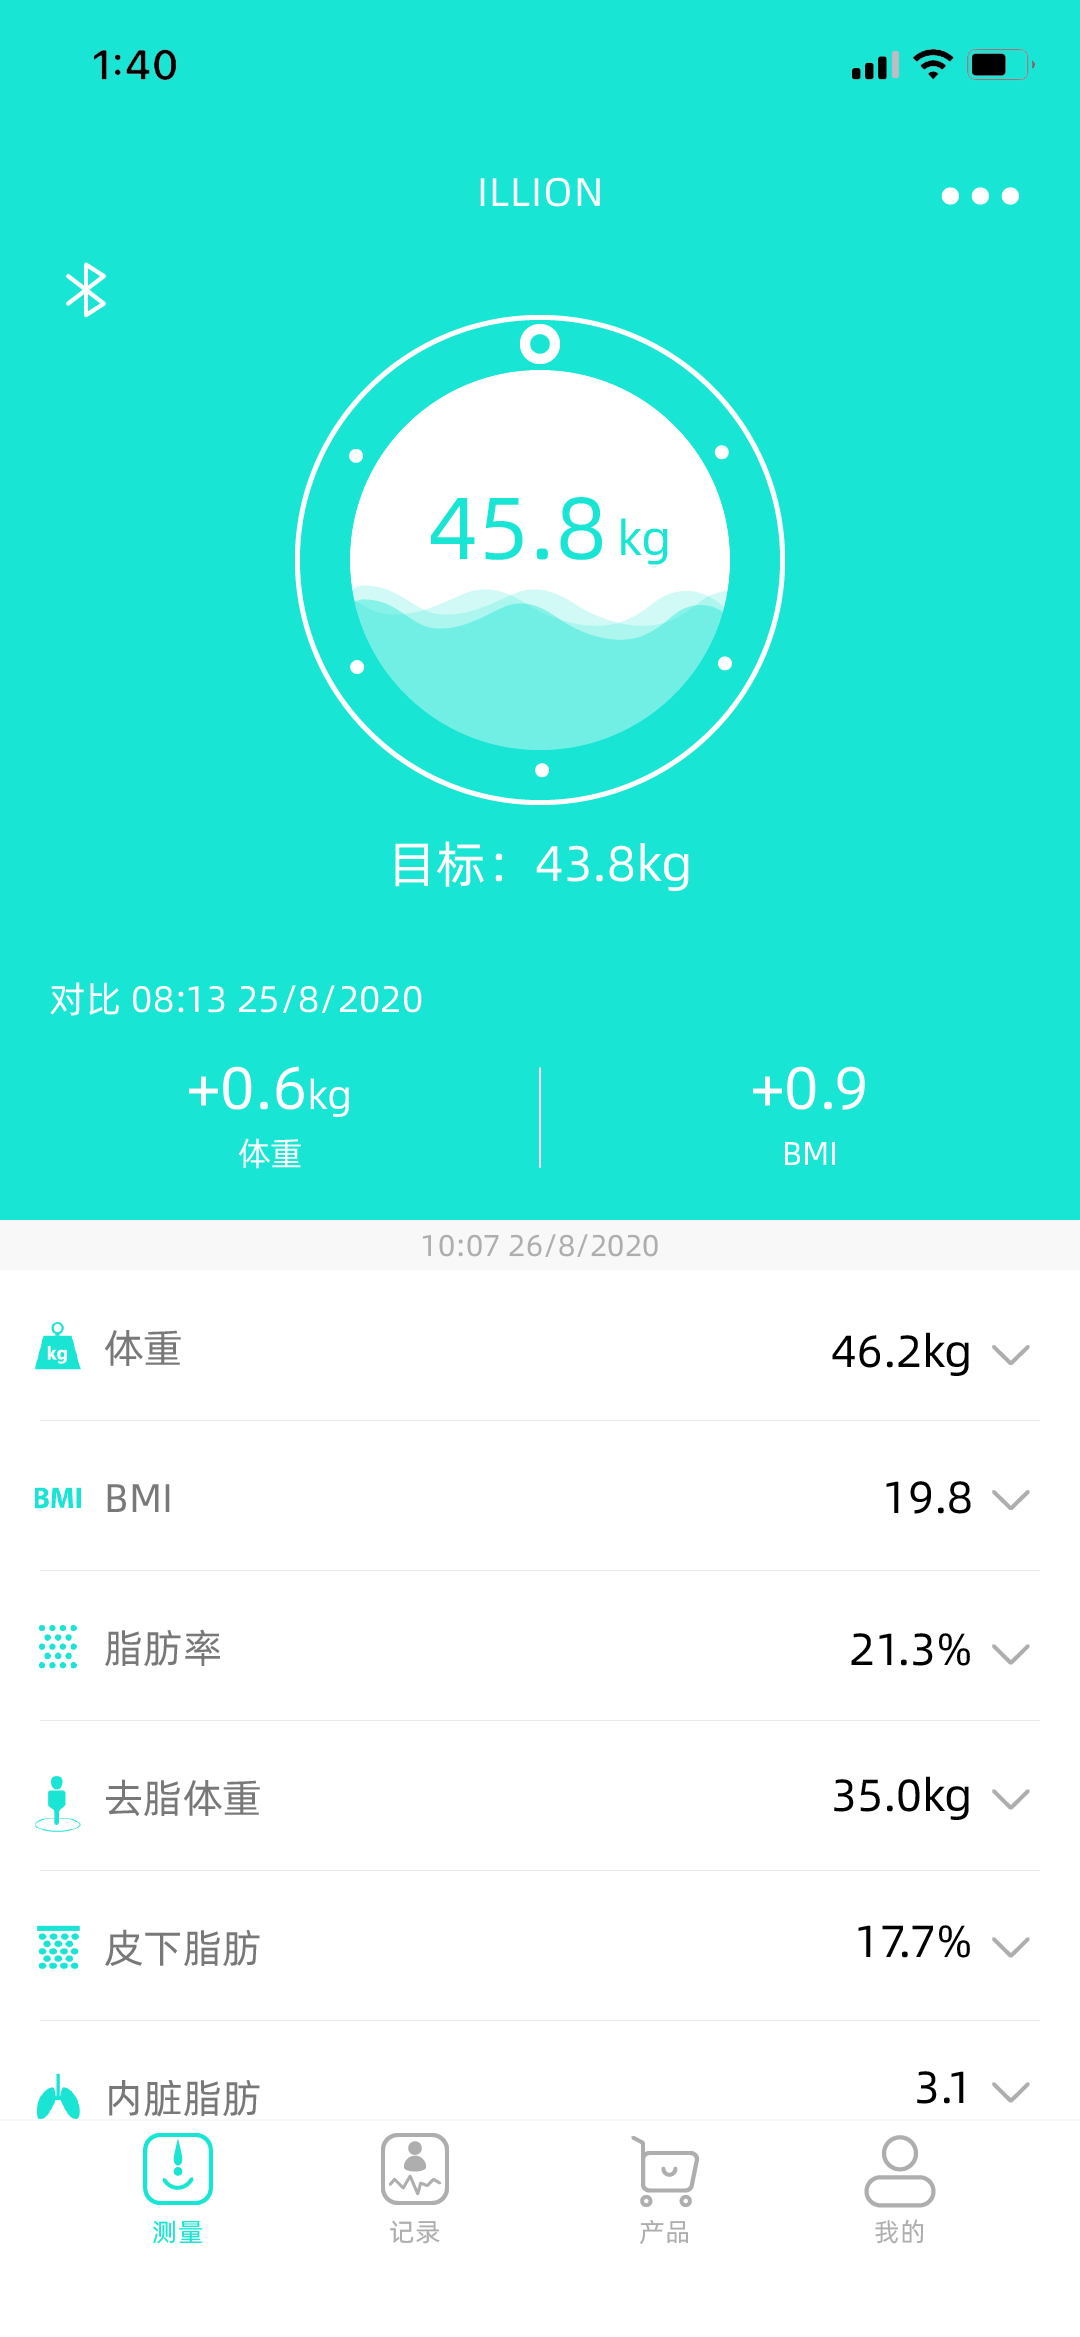 1:40
ILLION
45.8 kg
目标：43.8kg
对比 08:13 25/8/2020
+0.6kg
体重
+0.9
BMI
10:07 26/8/2020
kg 体重 46.2kg
BMI BMI 19.8
脂肪率 21.3%
去脂体重 35.0kg
皮下脂肪 17.7%
内脏脂肪 3.1
测量 记录 产品 我的